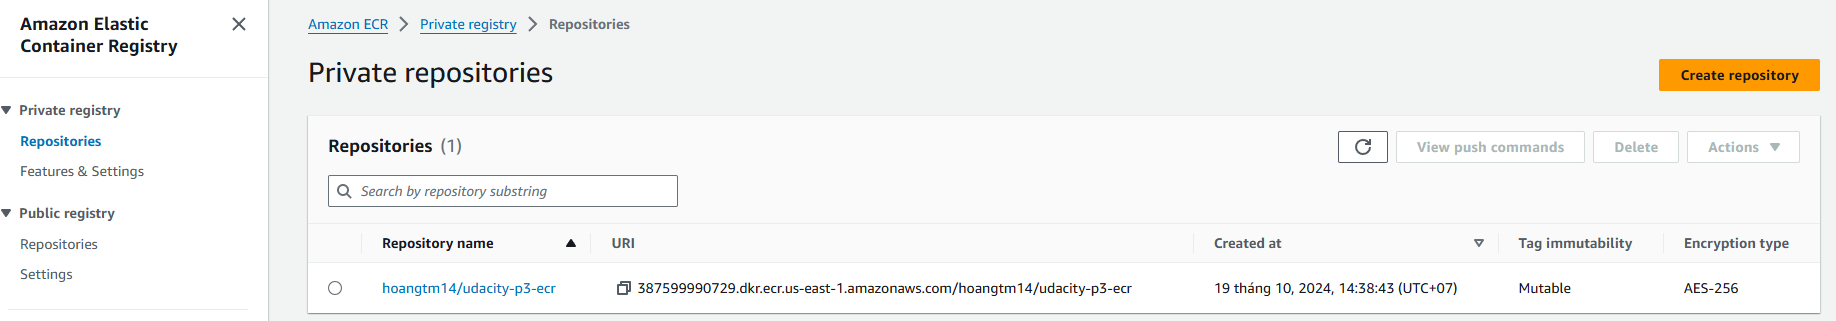 Amazon Elastic
Container Registry
Private registry
Repositories
Features & Settings
Public registry
Repositories
Settings
Amazon ECR > Private registry > Repositories
Private repositories
Create repository
Repositories (1)
View push commands Delete Actions
Search by repository substring
Repository name URI Created at Tag immutability Encryption type
hoangtm14/udacity-p3-ecr 387599990729.dkr.ecr.us-east-1.amazonaws.com/hoangtm14/udacity-p3-ecr 19 tháng 10, 2024, 14:38:43 (UTC+07) Mutable AES-256